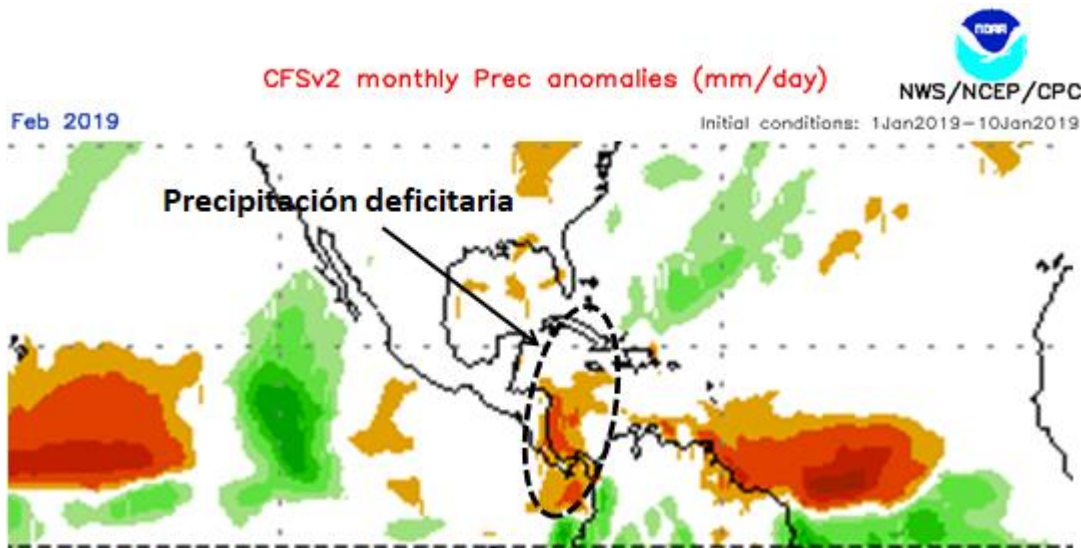 NOAA
CFSv2 monthly Prec anomalies (mm/day)
NWS/NCEP/CPC
Feb 2019
Initial conditions: 1Jan2019–10Jan2019
Precipitación deficitaria